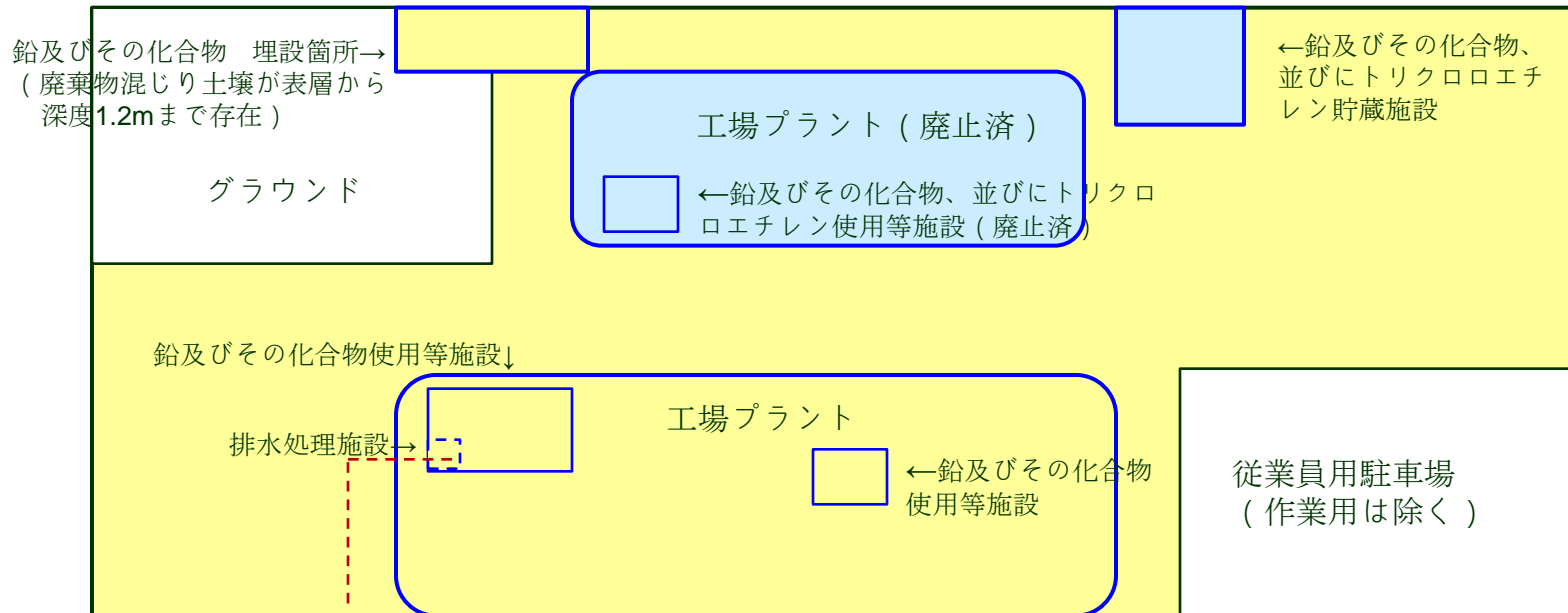 鉛及びその化合物　埋設箇所→
（廃棄物混じり土壌が表層から
深度1.2mまで存在）
グラウンド
工場プラント（廃止済）
←鉛及びその化合物、並びにトリクロ
ロエチレン使用等施設（廃止済）
←鉛及びその化合物、
並びにトリクロロエチ
レン貯蔵施設
鉛及びその化合物使用等施設↓
排水処理施設→
工場プラント
←鉛及びその化合物
使用等施設
従業員用駐車場
（作業用は除く）